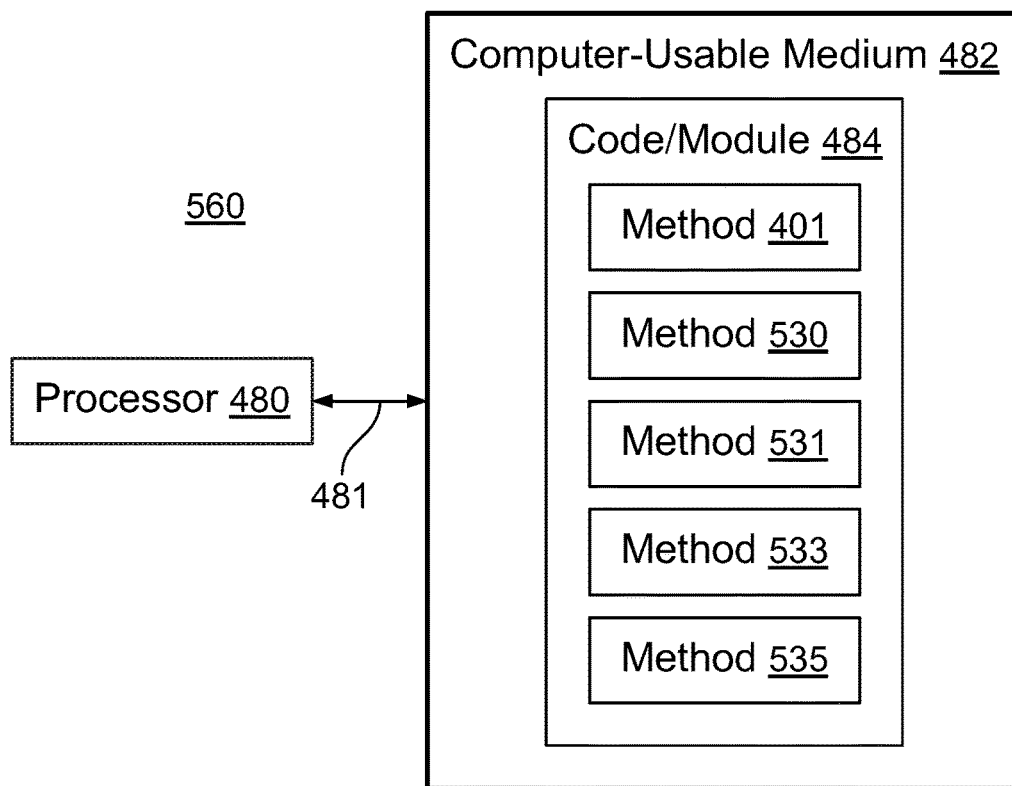 Computer-Usable Medium 482
Code/Module 484
560
Method 401
Method 530
Processor 480
481
Method 531
Method 533
Method 535